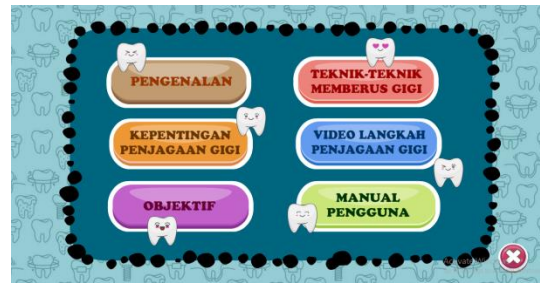 PENGENALAN
TEKNIK-TEKNIK
MEMBERUS GIGI
KEPENTINGAN
PENJAGAAN GIGI
VIDEO LANGKAH
PENJAGAAN GIGI
OBJEKTIF
MANUAL
PENGGUNA